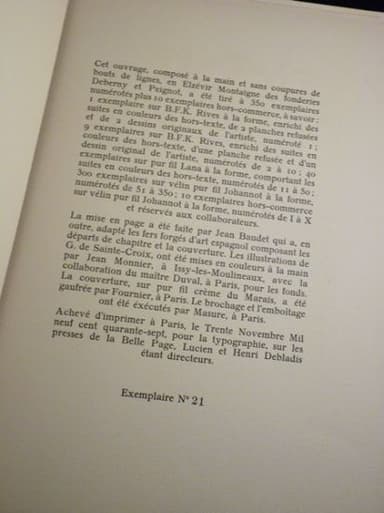 Cet ouvrage, composé à la main et sans coupures de
bouts de lignes, en Elzévir Montaigne des fonderies
Deberny et Peignot, a été tiré à 350 exemplaires
numérotés plus 10 exemplaires hors-commerce, à savoir :
1 exemplaire sur B.F.K. Rives à la forme, enrichi des
suites en couleurs des hors-texte, de 2 planches refusées
et de 2 dessins originaux de l'artiste, numéroté 1 ;
9 exemplaires sur B.F.K. Rives, enrichi des suites en
couleurs des hors-texte, d'une planche refusée et d'un
dessin original de l'artiste, numérotés de 2 à 10 ; 40
exemplaires sur pur fil Lana à la forme, comportant les
suites en couleurs des hors-texte, numérotés de 11 à 50 ;
300 exemplaires sur vélin pur fil Johannot à la forme,
numérotés de 51 à 350 ; 10 exemplaires hors-commerce
sur vélin pur fil Johannot à la forme, numérotés de I à X
et réservés aux collaborateurs.
La mise en page a été faite par Jean Baudet qui a, en
outre, adapté les fers forgés d'art espagnol composant les
départs de chapitre et la couverture. Les illustrations de
G. de Sainte-Croix, ont été mises en couleurs à la main
par Jean Monnier, à Issy-les-Moulineaux, avec la
collaboration du maître Duval, à Paris, pour les fonds.
La couverture, sur pur fil crème du Marais, a été
gaufrée par Fournier, à Paris. Le brochage et l'emboîtage
ont été exécutés par Masure, à Paris.
Achevé d'imprimer à Paris, le Trente Novembre Mil
neuf cent quarante-sept, pour la typographie, sur les
presses de la Belle Page, Lucien et Henri Debladis
étant directeurs.
Exemplaire N° 21